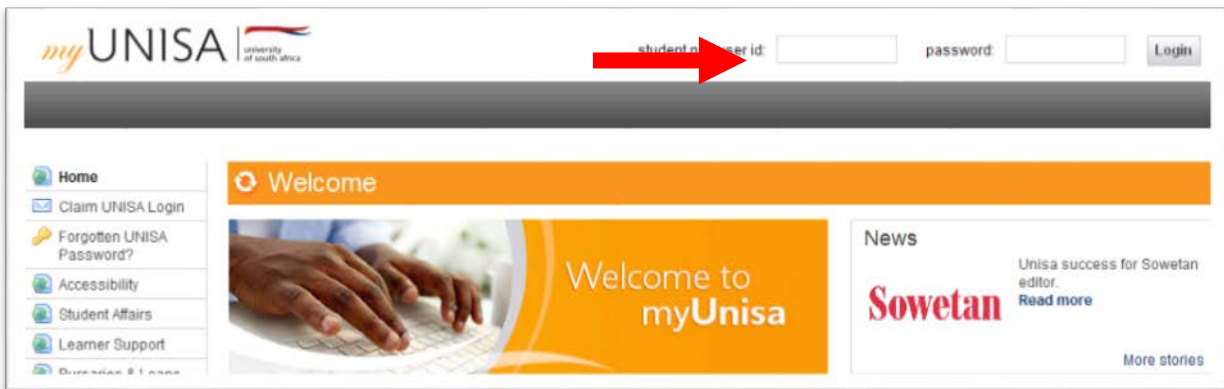 myUNISA
university
of south africa
student no./user id:
password:
Login
Home
Claim UNISA Login
Forgotten UNISA
Password?
Accessibility
Student Affairs
Learner Support
Welcome
Welcome to
myUnisa
News
Sowetan
Unisa success for Sowetan
editor.
Read more
More stories